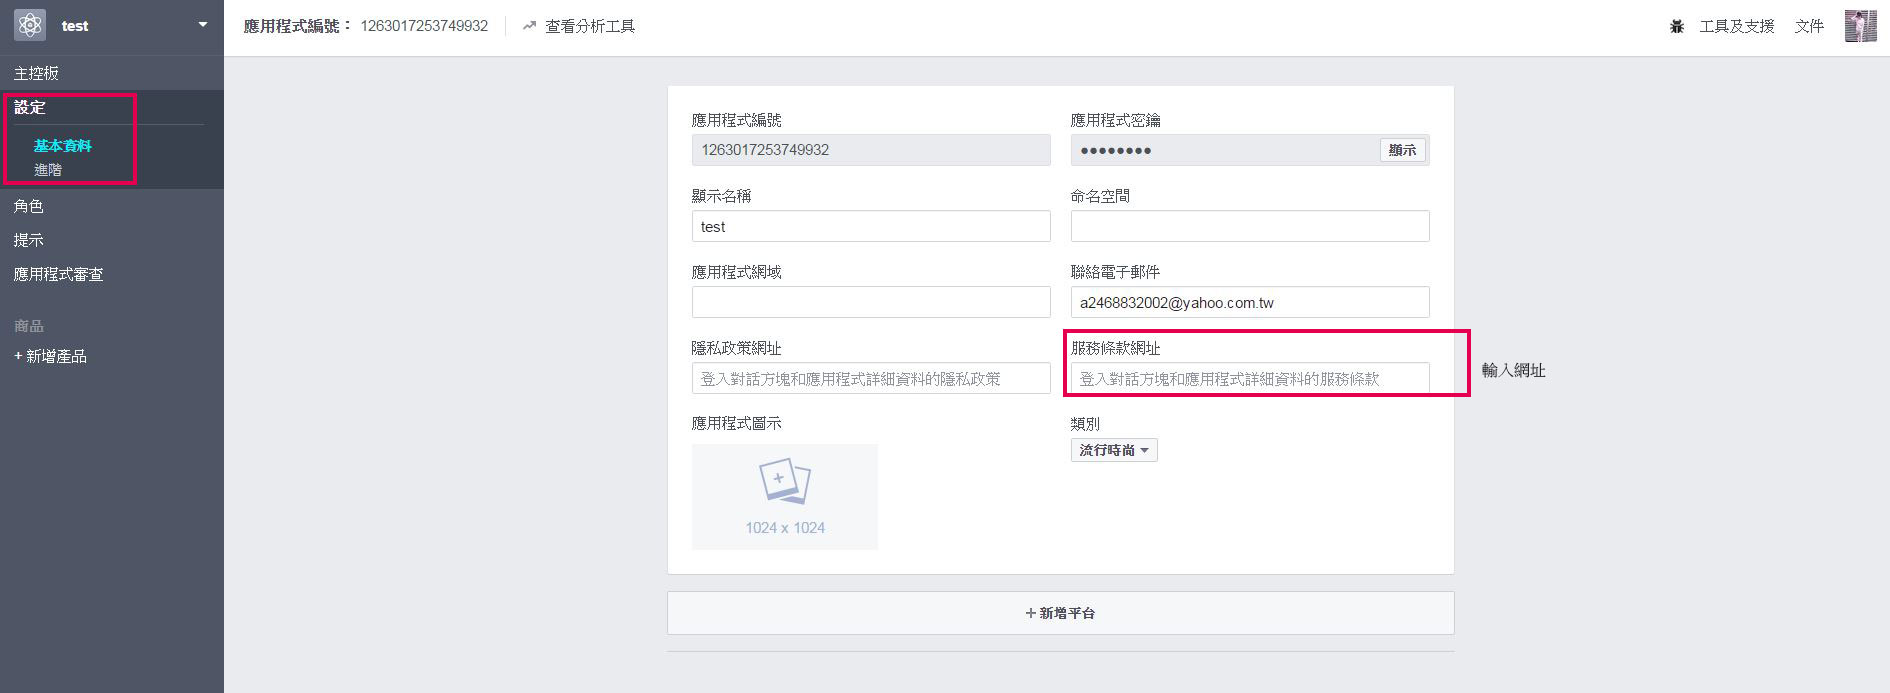 test
應用程式編號： 1263017253749932 查看分析工具
工具及支援 文件
主控板
設定
基本資料
進階
角色
提示
應用程式審查
商品
+ 新增產品
應用程式編號 應用程式密鑰
1263017253749932 ●●●●●●●● 顯示
顯示名稱 命名空間
test
應用程式網域 聯絡電子郵件
a2468832002@yahoo.com.tw
隱私政策網址 服務條款網址
登入對話方塊和應用程式詳細資料的隱私政策 登入對話方塊和應用程式詳細資料的服務條款 輸入網址
應用程式圖示 類別
流行時尚
1024 x 1024
+ 新增平台